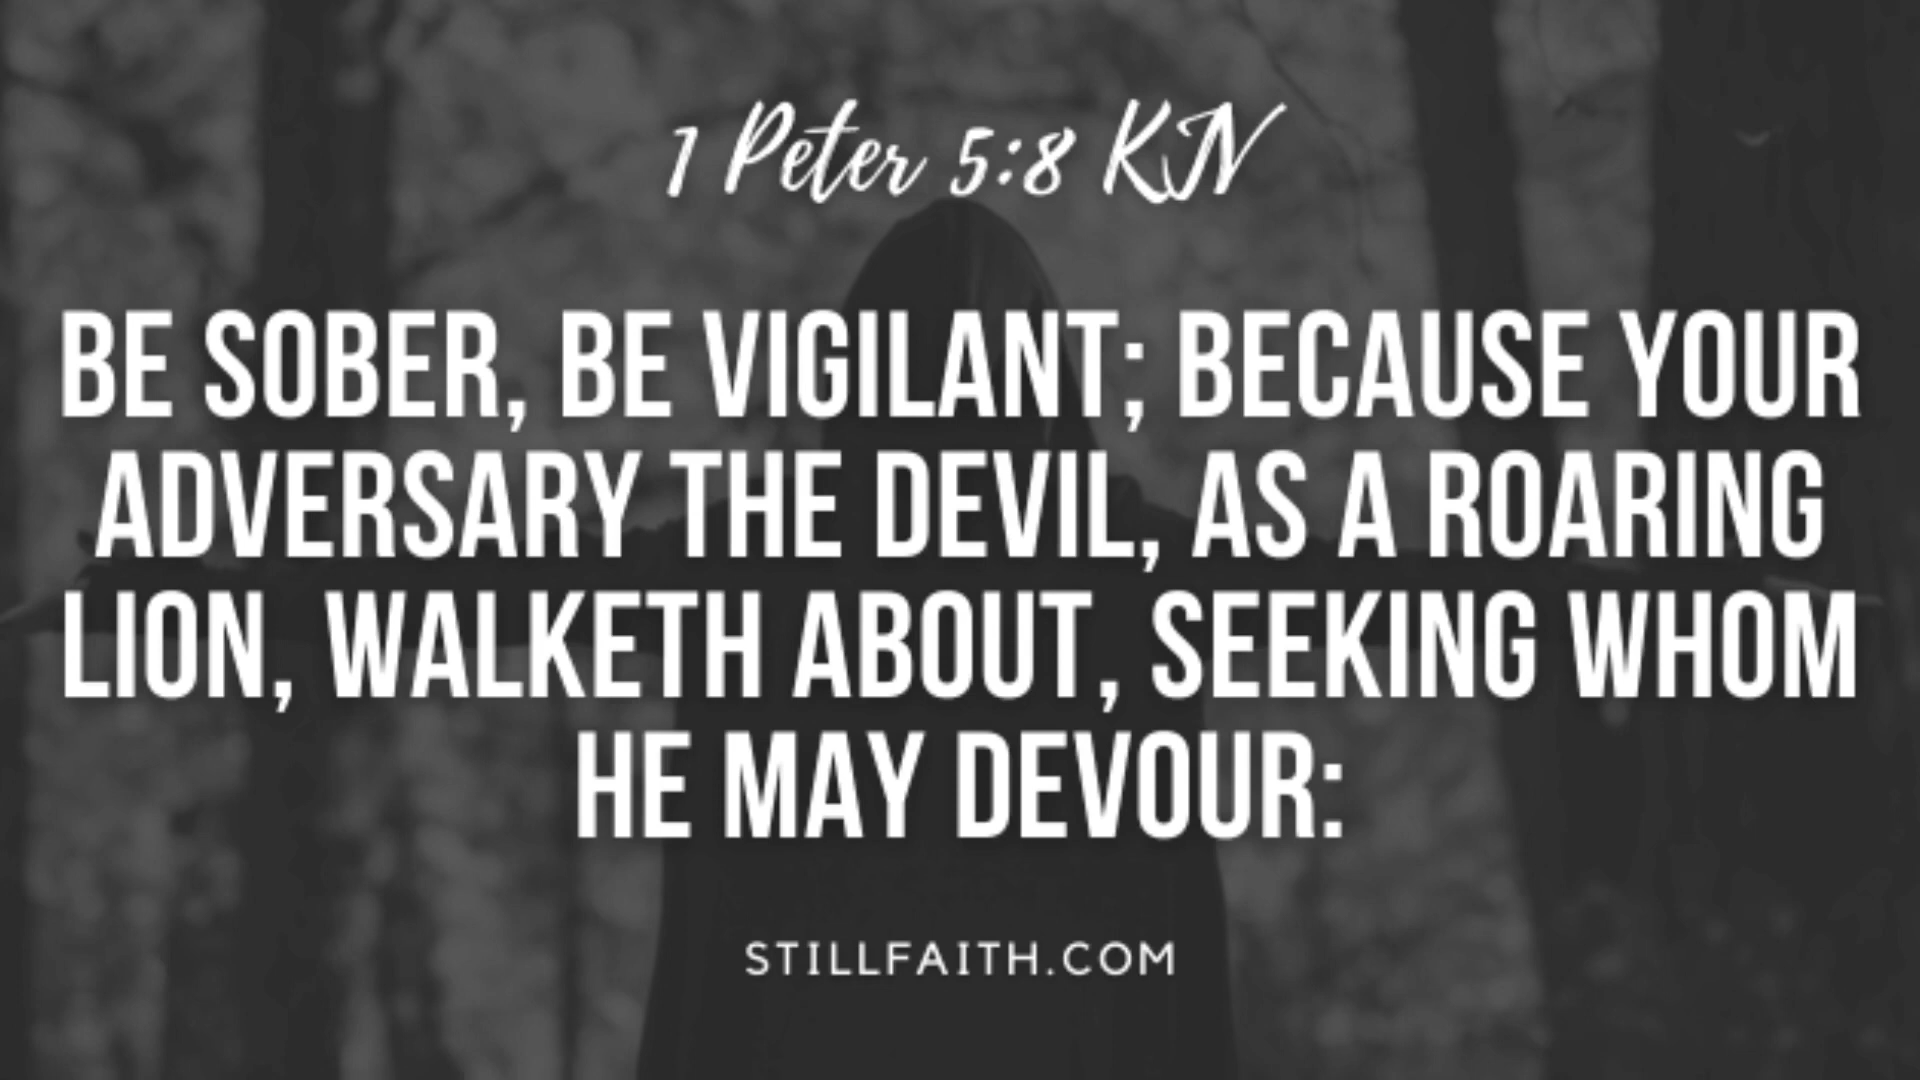 1 Peter 5:8 KJV
BE SOBER, BE VIGILANT; BECAUSE YOUR
ADVERSARY THE DEVIL, AS A ROARING
LION, WALKETH ABOUT, SEEKING WHOM
HE MAY DEVOUR:
STILLFAITH.COM